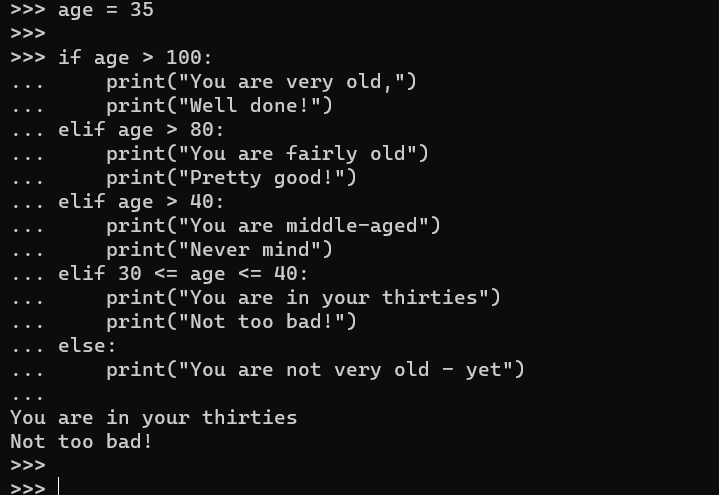 >>> age = 35
>>>
>>> if age > 100:
...     print("You are very old,")
...     print("Well done!")
... elif age > 80:
...     print("You are fairly old")
...     print("Pretty good!")
... elif age > 40:
...     print("You are middle-aged")
...     print("Never mind")
... elif 30 <= age <= 40:
...     print("You are in your thirties")
...     print("Not too bad!")
... else:
...     print("You are not very old - yet")
...
You are in your thirties
Not too bad!
>>>
>>>